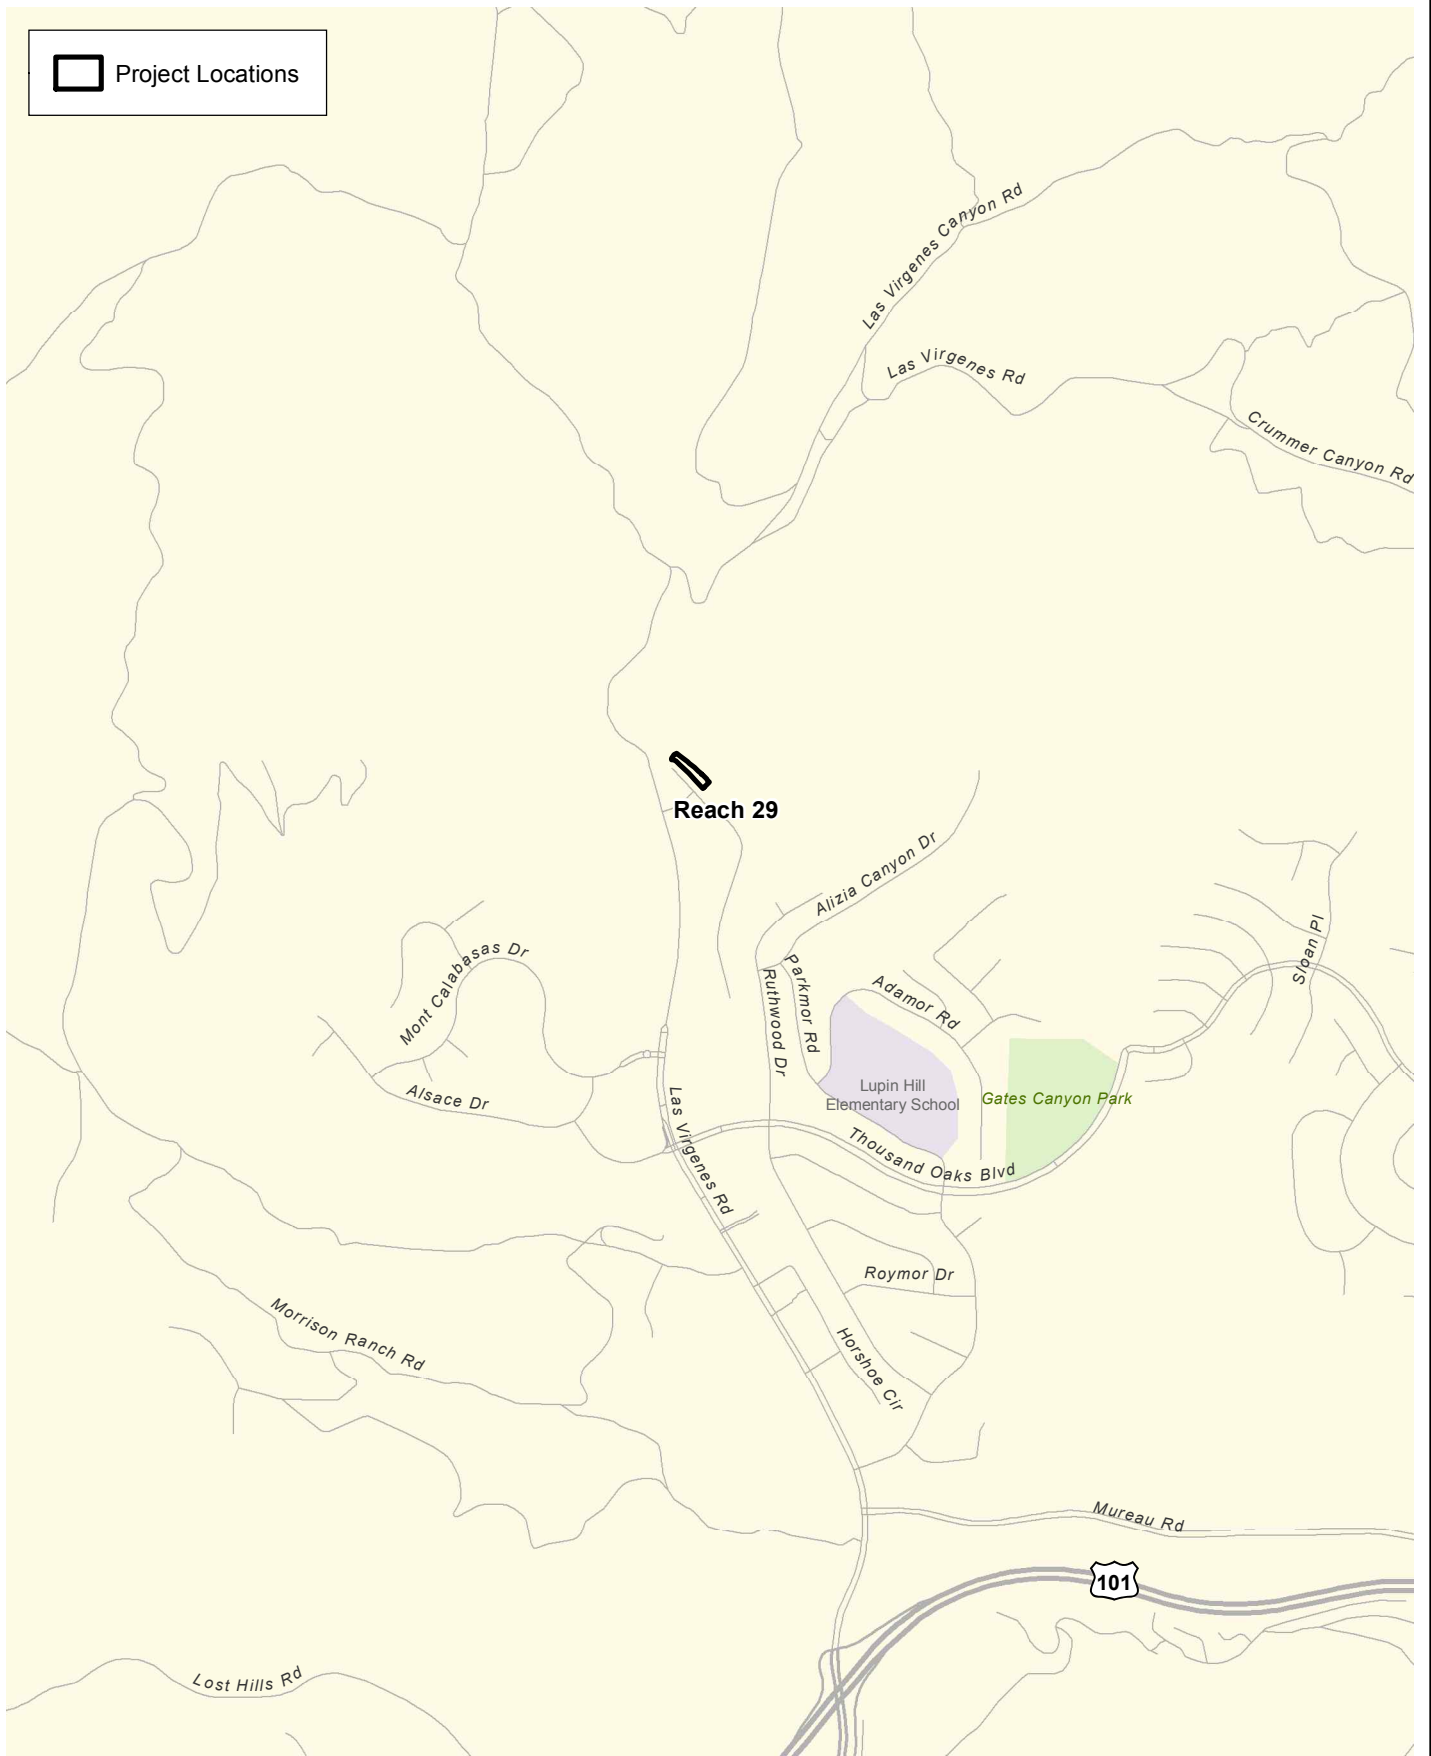 Project Locations
Las Virgenes Canyon Rd
Las Virgenes Rd
Crummer Canyon Rd
Reach 29
Alizia Canyon Dr
Sloan Pl
Mont Calabasas Dr
Parkmor Rd
Ruthwood Dr
Adamor Rd
Alsace Dr
Lupin Hill
Elementary School
Gates Canyon Park
Las Virgenes Rd
Thousand Oaks Blvd
Roymor Dr
Morrison Ranch Rd
Horshoe Cir
Mureau Rd
101
Lost Hills Rd